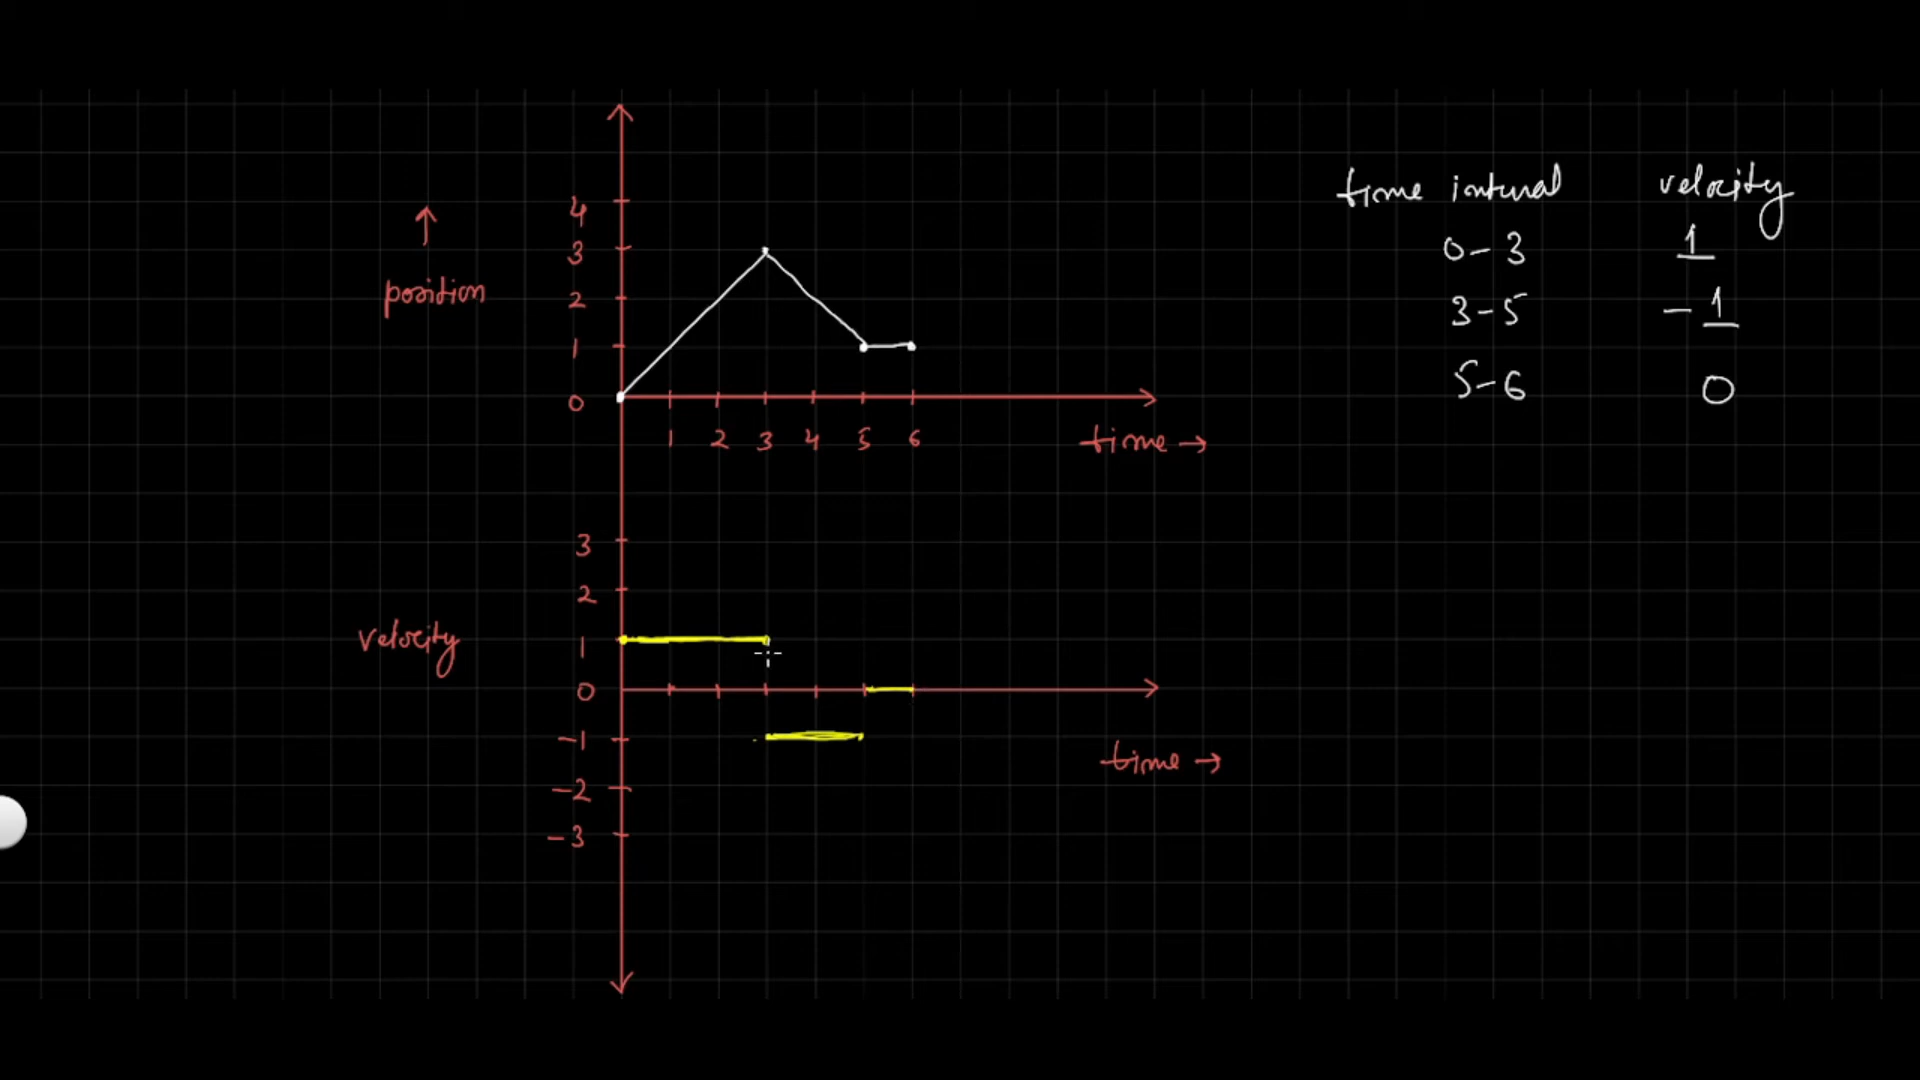 time interval velocity
0-3 1
3-5 -1
5-6 0
position
4
3
2
1
0
1 2 3 4 5 6
time →
velocity
3
2
1
0
-1
-2
-3
time →